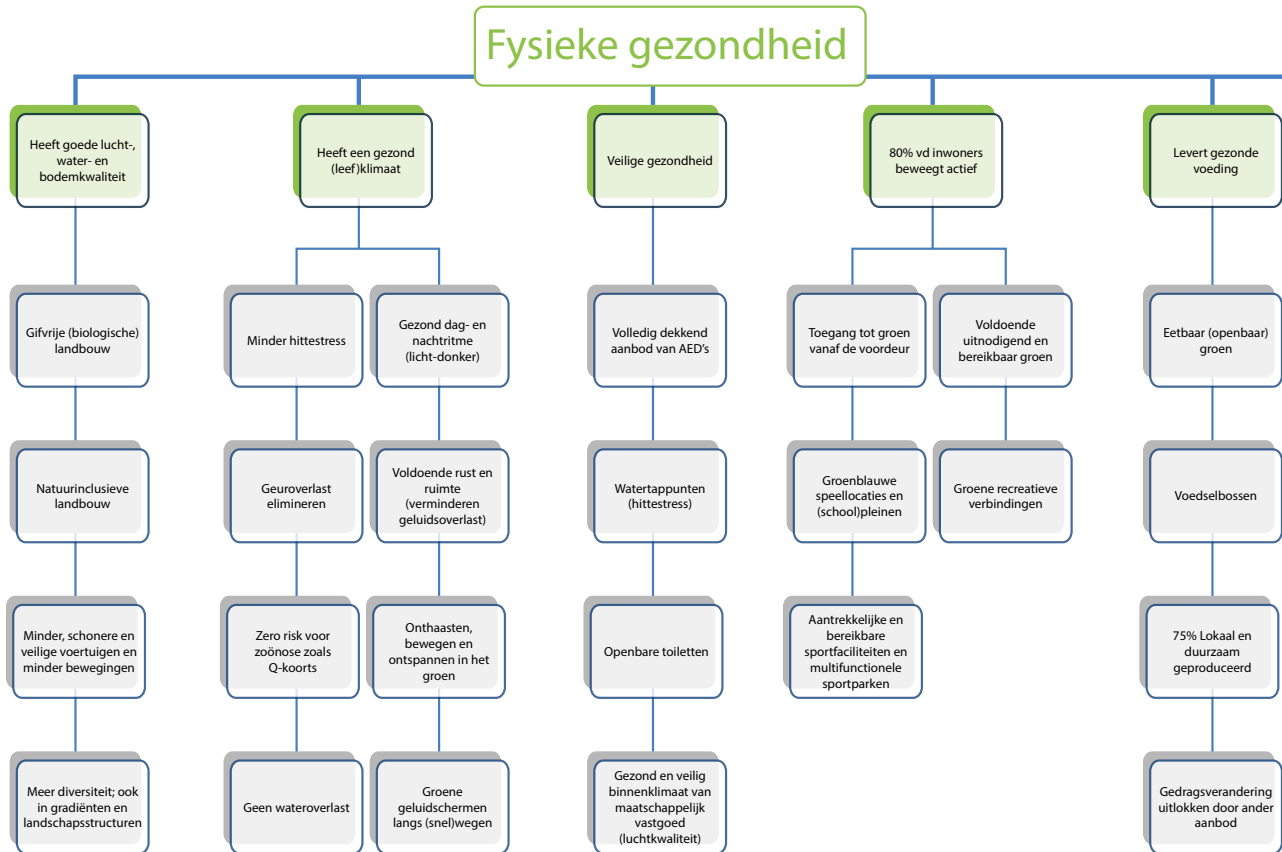 Fysieke gezondheid
Heeft goede lucht-,
water- en
bodemkwaliteit
Heeft een gezond
(leef)klimaat
Veilige gezondheid
80% vd inwoners
beweegt actief
Levert gezonde
voeding
Gifvrije (biologische)
landbouw
Minder hittestress
Gezond dag- en
nachtritme
(licht-donker)
Volledig dekkend
aanbod van AED's
Toegang tot groen
vanaf de voordeur
Voldoende
uitnodigend en
bereikbaar groen
Eetbaar (openbaar)
groen
Natuurinclusieve
landbouw
Geuroverlast
elimineren
Voldoende rust en
ruimte
(verminderen
geluidsoverlast)
Watertappunten
(hittestress)
Groenblauwe
speellocaties en
(school)pleinen
Groene recreatieve
verbindingen
Voedselbossen
Minder, schonere en
veilige voertuigen en
minder bewegingen
Zero risk voor
zoönose zoals
Q-koorts
Onthaasten,
bewegen en
ontspannen in het
groen
Openbare toiletten
Aantrekkelijke en
bereikbare
sportfaciliteiten en
multifunctionele
sportparken
75% Lokaal en
duurzaam
geproduceerd
Meer diversiteit; ook
in gradiënten en
landschapsstructuren
Geen wateroverlast
Groene
geluidschermen
langs (snel)wegen
Gezond en veilig
binnenklimaat van
maatschappelijk
vastgoed
(luchtkwaliteit)
Gedragsverandering
uitlokken door ander
aanbod